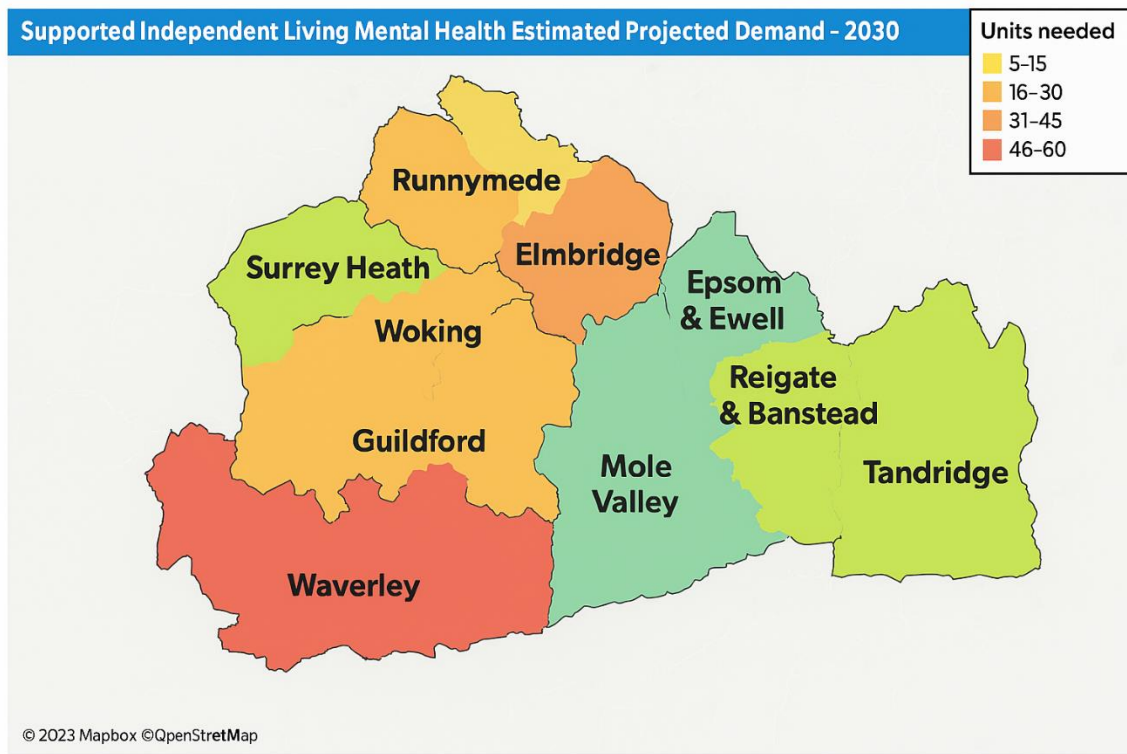 Supported Independent Living Mental Health Estimated Projected Demand - 2030
Units needed
5-15
16-30
31-45
46-60
Runnymede
Surrey Heath
Elmbridge
Epsom
& Ewell
Woking
Reigate
& Banstead
Guildford
Mole
Valley
Tandridge
Waverley
© 2023 Mapbox ©QpenStretMap